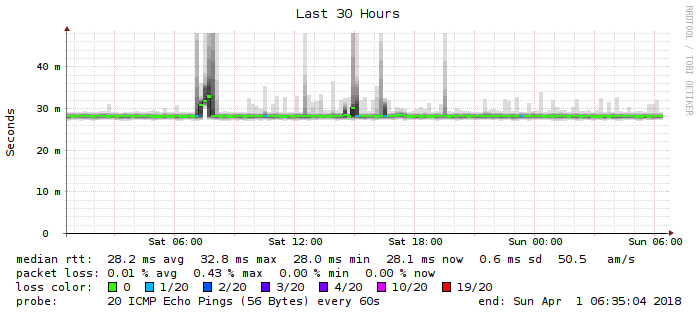 Last 30 Hours
RRDTOOL / TOBI OETIKER
Seconds
40 m
30 m
20 m
10 m
0
Sat 06:00 Sat 12:00 Sat 18:00 Sun 00:00 Sun 06:00
median rtt: 28.2 ms avg 32.8 ms max 28.0 ms min 28.1 ms now 0.6 ms sd 50.5 am/s
packet loss: 0.01 % avg 0.43 % max 0.00 % min 0.00 % now
loss color: 0 1/20 2/20 3/20 4/20 10/20 19/20
probe: 20 ICMP Echo Pings (56 Bytes) every 60s end: Sun Apr 1 06:35:04 2018